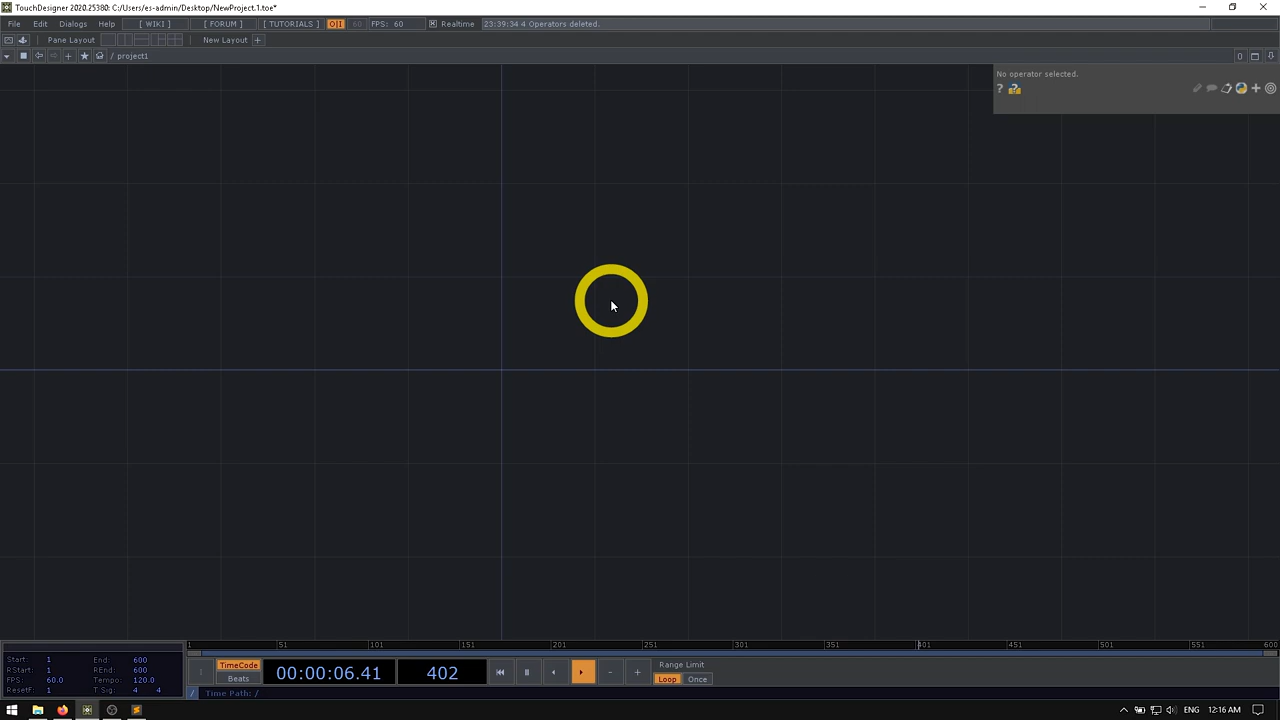 TouchDesigner 2020.25380: C:/Users/es-admin/Desktop/NewProject.1.toe*
File Edit Dialogs Help [ WIKI ] [ FORUM ] [ TUTORIALS ] O|I 60 FPS: 60 Realtime 23:39:34 4 Operators deleted.
Pane Layout New Layout +
/ project1
No operator selected.
1 51 101 151 201 251 301 351 401 451 501 551 600
Start: 1 End: 600
RStart: 1 REnd: 600
FPS: 60.0 Tempo: 120.0
ResetF: 1 T Sig: 4 4
TimeCode
Beats
00:00:06.41
402
Range Limit
Loop Once
/ Time Path: /
ENG 12:16 AM